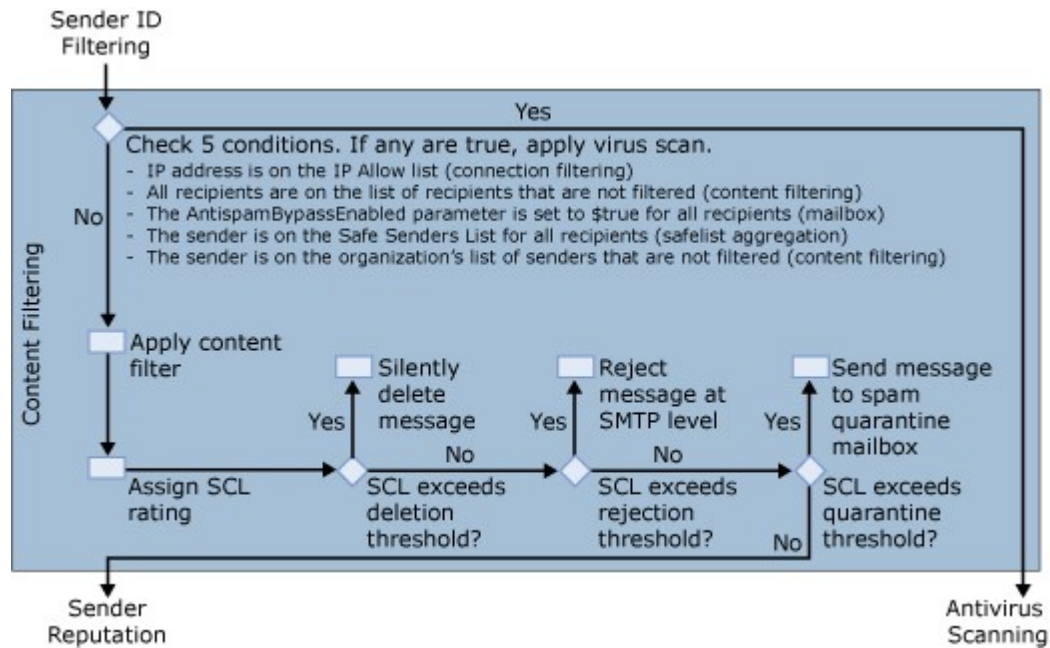 Sender ID
Filtering
Yes
Check 5 conditions. If any are true, apply virus scan.
- IP address is on the IP Allow list (connection filtering)
- All recipients are on the list of recipients that are not filtered (content filtering)
- The AntispamBypassEnabled parameter is set to $true for all recipients (mailbox)
- The sender is on the Safe Senders List for all recipients (safelist aggregation)
- The sender is on the organization's list of senders that are not filtered (content filtering)
No
Content Filtering
Apply content
filter
Silently
delete
message
Yes
Reject
message at
SMTP level
Yes
Send message
to spam
quarantine
mailbox
Yes
Assign SCL
rating
No
SCL exceeds
deletion
threshold?
No
SCL exceeds
rejection
threshold?
SCL exceeds
quarantine
threshold?
No
Sender
Reputation
Antivirus
Scanning